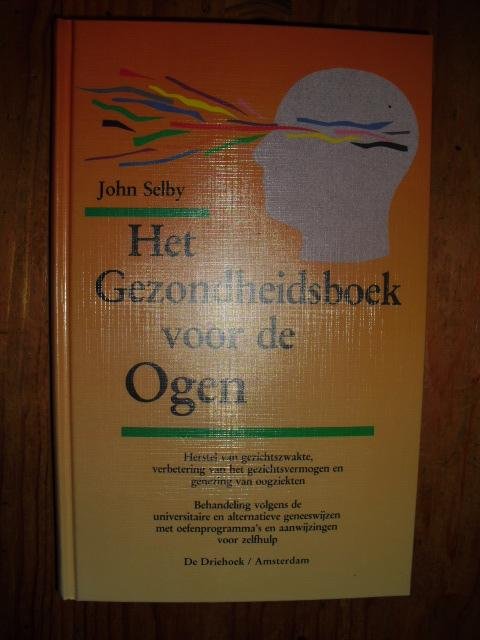 John Selby
Het
Gezondheidsboek
voor de
Ogen
Herstel van gezichtszwakte,
verbetering van het gezichtsvermogen en
genezing van oogziekten
Behandeling volgens de
universitaire en alternatieve geneeswijzen
met oefenprogramma's en aanwijzingen
voor zelfhulp
De Driehoek / Amsterdam